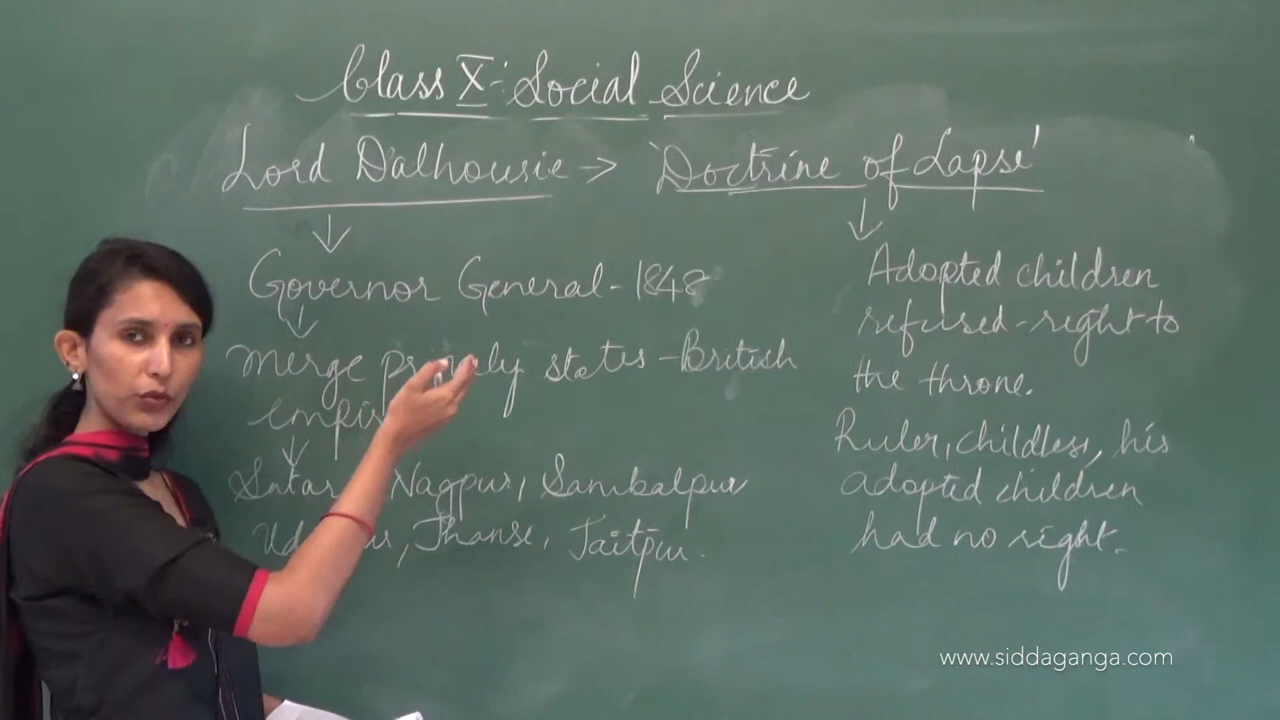 Class X:- Social Science
Lord Dalhousie → 'Doctrine of Lapse'
↓
Governor General - 1848
↓
Merge states - British
↓
Nagpur, Sambalpur
Jhansi, Jaitpur.
↓
Adopted children
refused - right to
the throne.
Ruler, childless, his
adopted children
had no right.
www.siddaganga.com